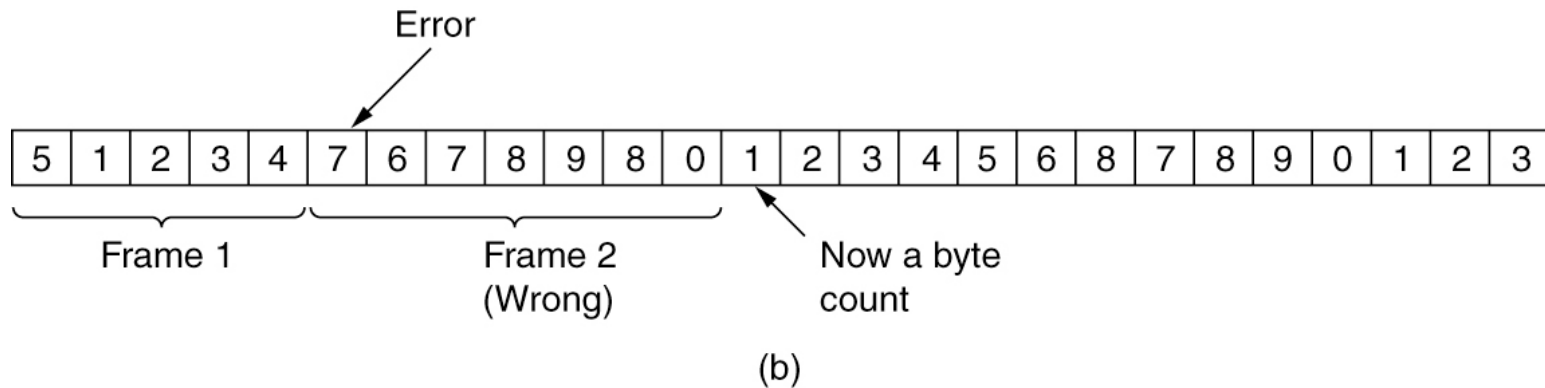 Error
5 1 2 3 4 7 6 7 8 9 8 0 1 2 3 4 5 6 8 7 8 9 0 1 2 3
Frame 1
Frame 2
(Wrong)
Now a byte
count
(b)